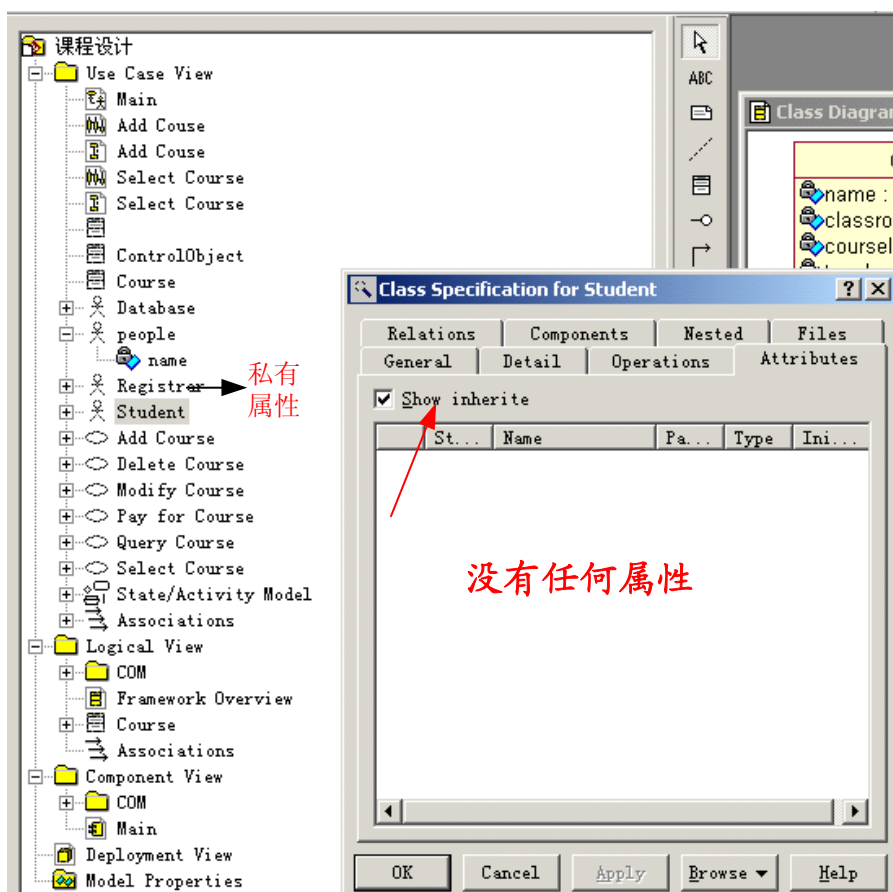 课程设计
Use Case View
Main
Add Couse
Add Couse
Select Course
Select Course
ControlObject
Course
Database
people
name
Registrar
Student
Add Course
Delete Course
Modify Course
Pay for Course
Query Course
Select Course
State/Activity Model
Associations
Logical View
COM
Framework Overview
Course
Associations
Component View
COM
Main
Deployment View
Model Properties
私有
属性
ABC
Class Diagra
name :
classro
coursel
Class Specification for Student
Relations Components Nested Files
General Detail Operations Attributes
Show inherite
St... Name Pa... Type Ini...
没有任何属性
OK Cancel Apply Browse Help